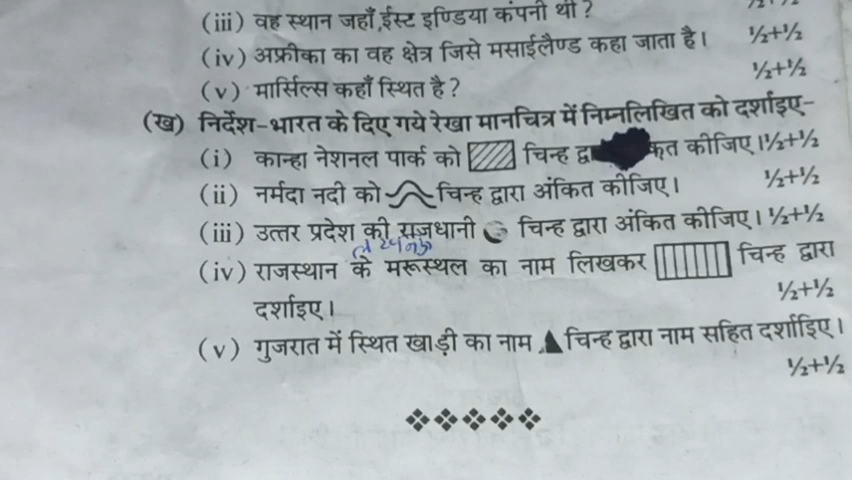 (iii) वह स्थान जहाँ ईस्ट इण्डिया कंपनी थी ?
(iv) अफ्रीका का वह क्षेत्र जिसे मसाईलैण्ड कहा जाता है। ½+½
(v) मार्सिल्स कहाँ स्थित है ? ½+½
(ख) निर्देश-भारत के दिए गये रेखा मानचित्र में निम्नलिखित को दर्शाइए-
(i) कान्हा नेशनल पार्क को चिन्ह द्वा कृत कीजिए। ½+½
(ii) नर्मदा नदी को चिन्ह द्वारा अंकित कीजिए। ½+½
(iii) उत्तर प्रदेश की राजधानी चिन्ह द्वारा अंकित कीजिए। ½+½
(iv) राजस्थान के मरूस्थल का नाम लिखकर चिन्ह द्वारा
दर्शाइए। ½+½
(v) गुजरात में स्थित खाड़ी का नाम ▲ चिन्ह द्वारा नाम सहित दर्शाइिए।
½+½